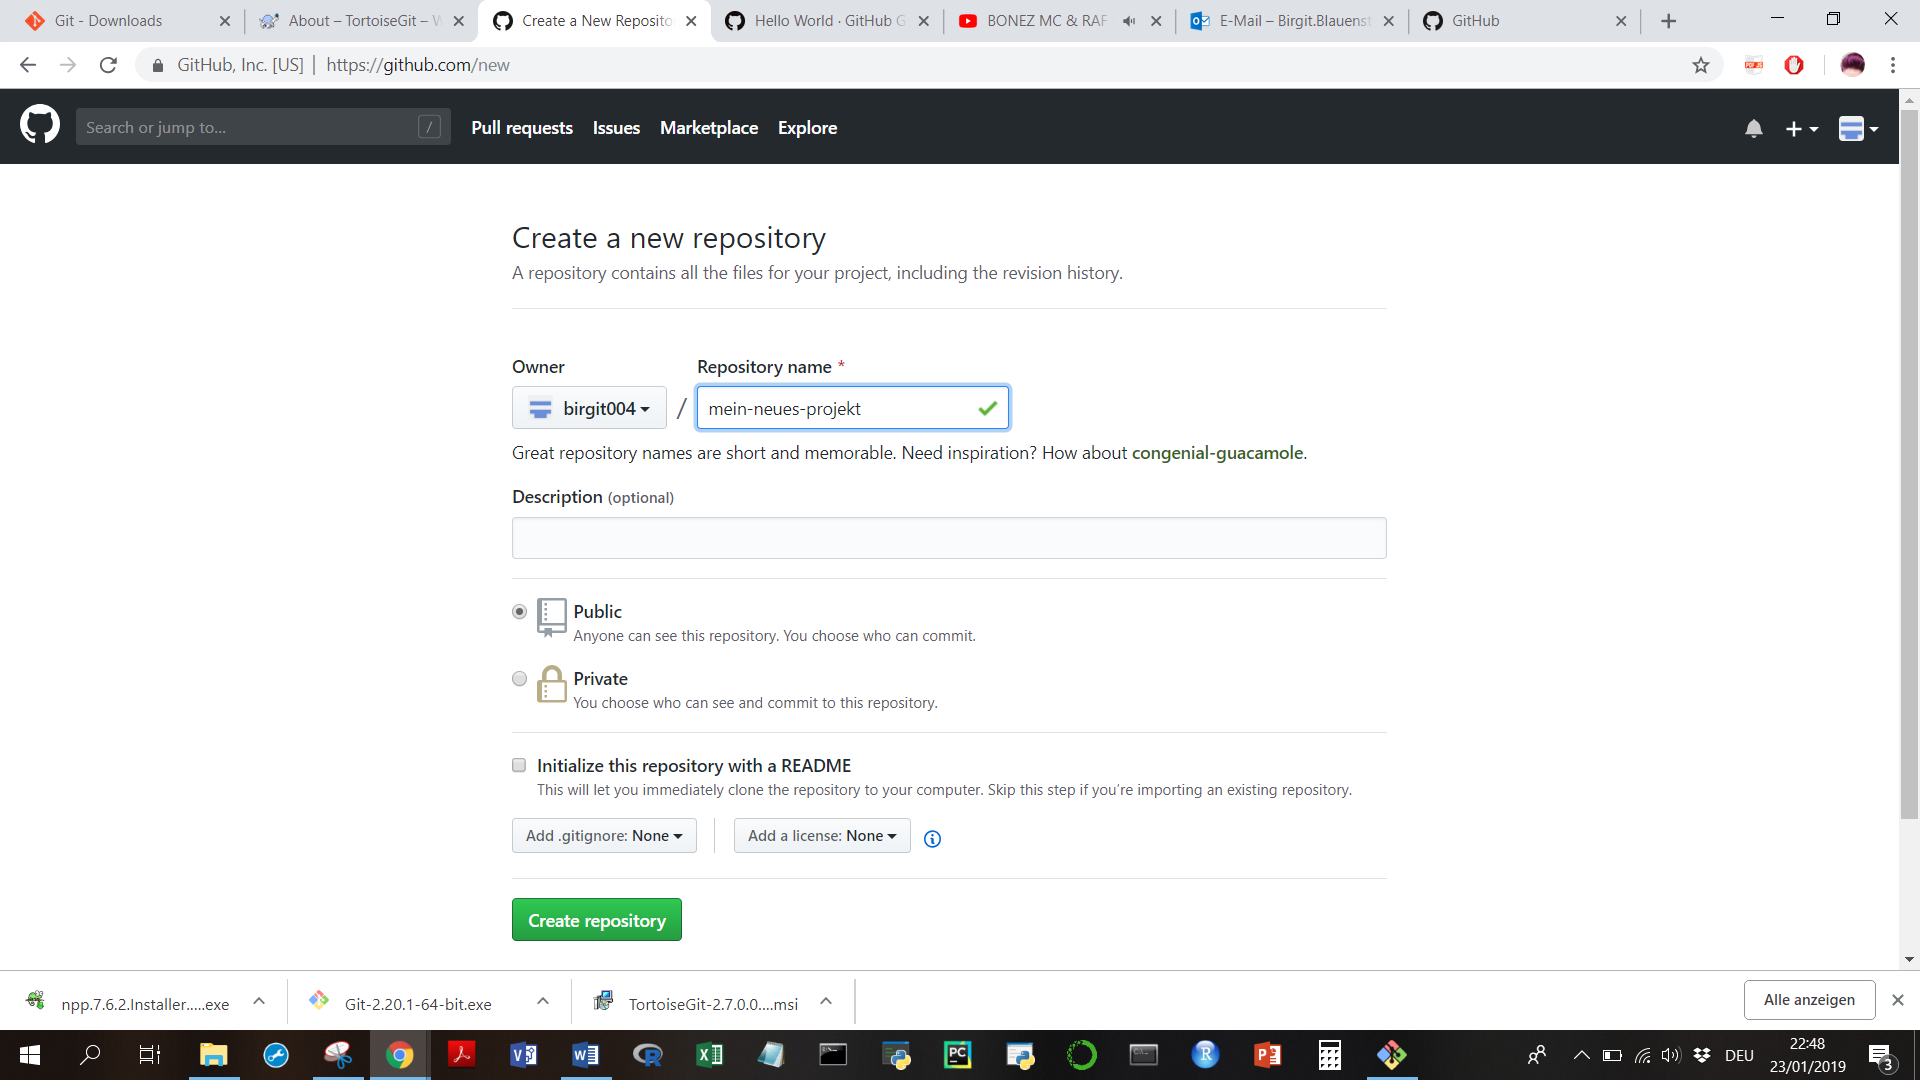 Git - Downloads
About – TortoiseGit – W
Create a New Reposito
Hello World · GitHub G
BONEZ MC & RAF
E-Mail – Birgit.Blauenst
GitHub
GitHub, Inc. [US] | https://github.com/new
Search or jump to...
/
Pull requests
Issues
Marketplace
Explore
Create a new repository
A repository contains all the files for your project, including the revision history.
Owner
Repository name *
birgit004
/
mein-neues-projekt
Great repository names are short and memorable. Need inspiration? How about congenial-guacamole.
Description (optional)
Public
Anyone can see this repository. You choose who can commit.
Private
You choose who can see and commit to this repository.
Initialize this repository with a README
This will let you immediately clone the repository to your computer. Skip this step if you’re importing an existing repository.
Add .gitignore: None
Add a license: None
Create repository
npp.7.6.2.Installer.....exe
Git-2.20.1-64-bit.exe
TortoiseGit-2.7.0.0....msi
Alle anzeigen
DEU
22:48
23/01/2019
3